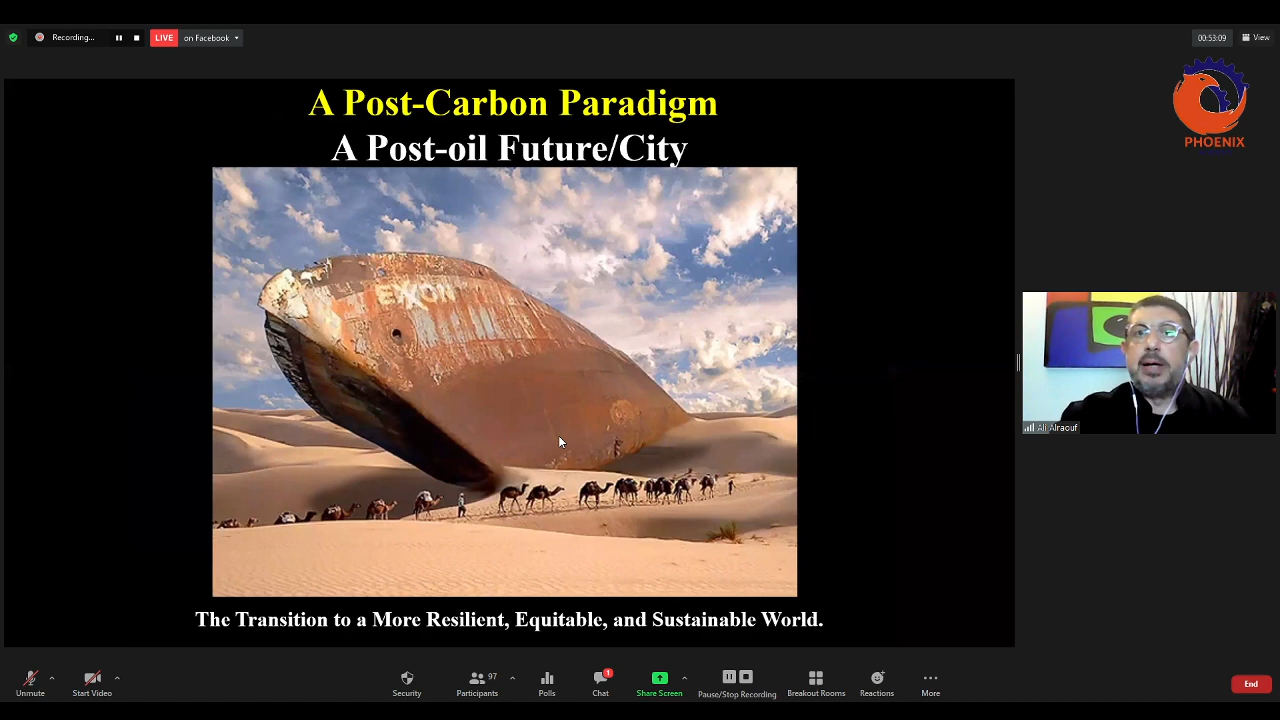 Recording...
LIVE on Facebook
00:53:09
View
A Post-Carbon Paradigm
A Post-oil Future/City
EXXON
The Transition to a More Resilient, Equitable, and Sustainable World.
PHOENIX
Ali Alraouf
Unmute
Start Video
Security
97
Participants
Polls
1
Chat
Share Screen
Pause/Stop Recording
Breakout Rooms
Reactions
More
End